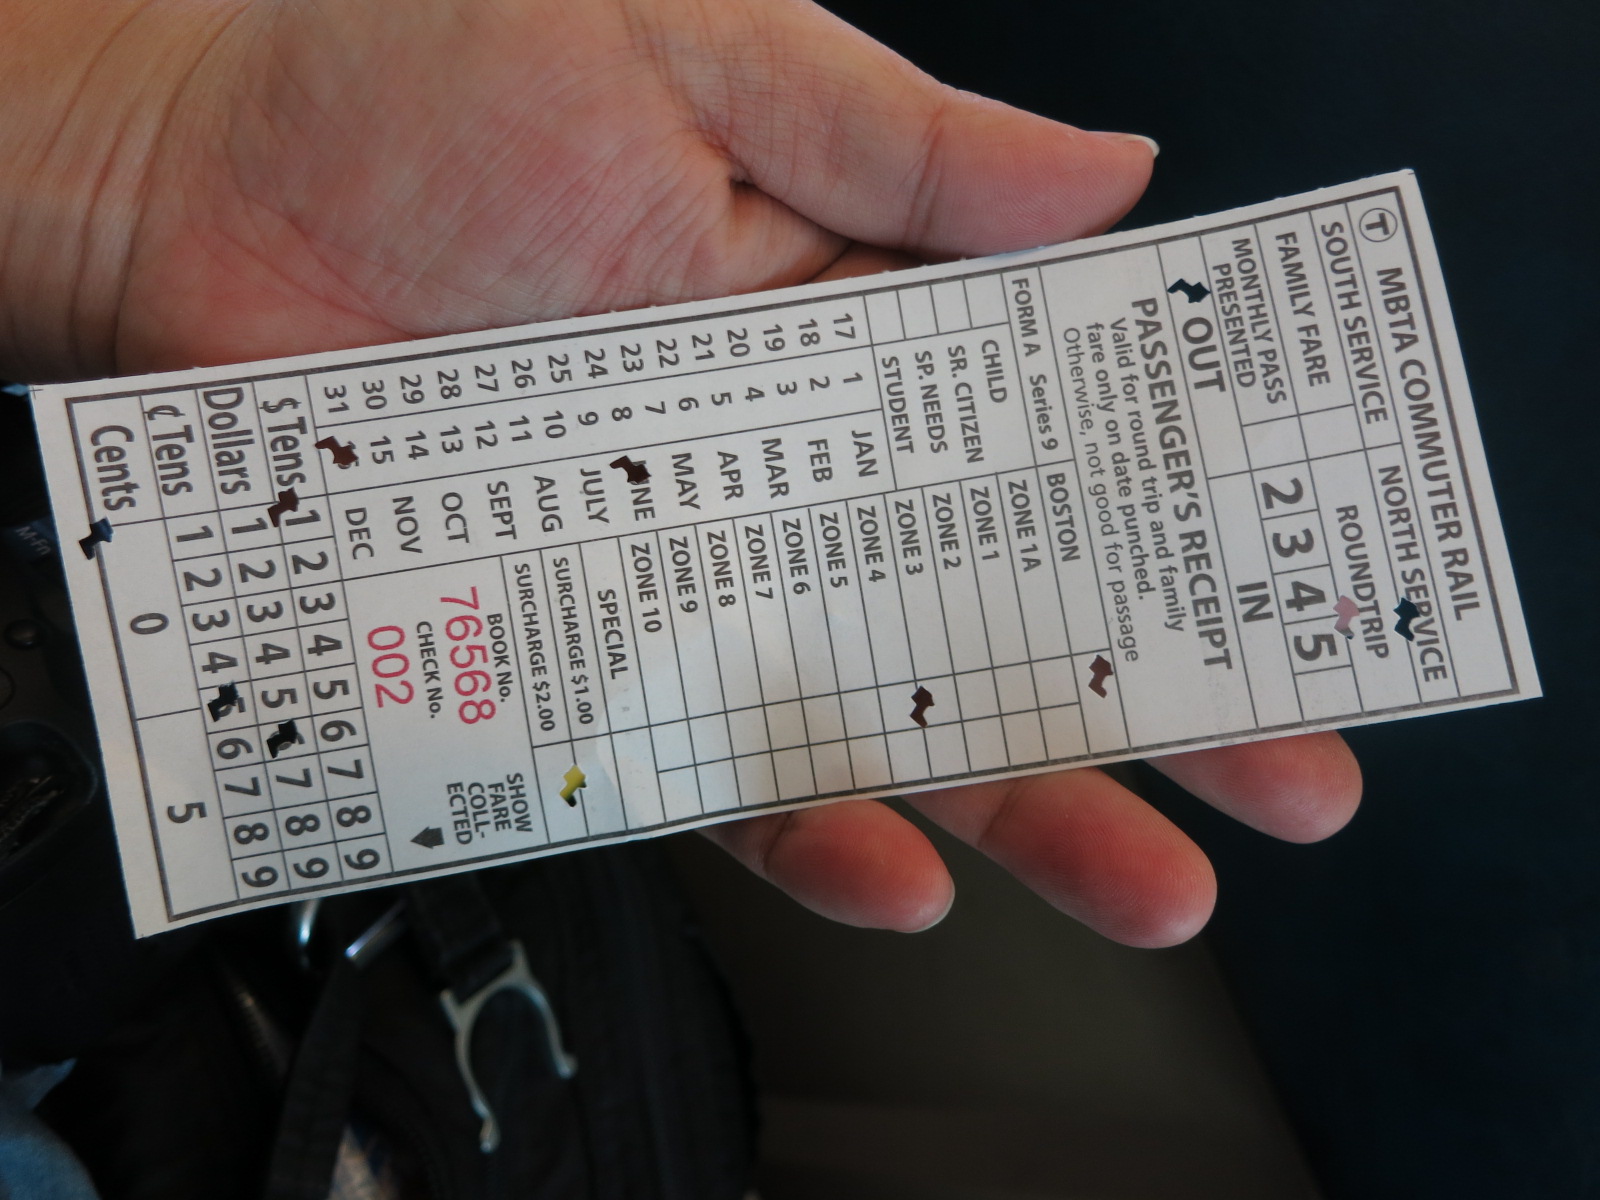 T MBTA COMMUTER RAIL
SOUTH SERVICE NORTH SERVICE
FAMILY FARE ROUNDTRIP
MONTHLY PASS PRESENTED 2 3 4 5
OUT IN
PASSENGER'S RECEIPT
Valid for round trip and family
fare only on date punched.
Otherwise, not good for passage
FORM A Series 9 BOSTON
ZONE 1A
CHILD ZONE 1
SR. CITIZEN ZONE 2
SP. NEEDS ZONE 3
STUDENT ZONE 4
17 1 JAN ZONE 5
18 2 FEB ZONE 6
19 3 MAR ZONE 7
20 4 APR ZONE 8
21 5 MAY ZONE 9
22 6 JUNE ZONE 10
23 7 JULY SPECIAL
24 8 AUG SURCHARGE $1.00
25 9 SEPT SURCHARGE $2.00
26 10 OCT
27 11 NOV
28 12 DEC
29 13
30 14
31 15
BOOK No.
76568
CHECK No.
002
SHOW
FARE
COLL-
ECTED
$ Tens 1 2 3 4 5 6 7 8 9
Dollars 1 2 3 4 5 6 7 8 9
¢ Tens 1 2 3 4 5 6 7 8 9
Cents 0 5